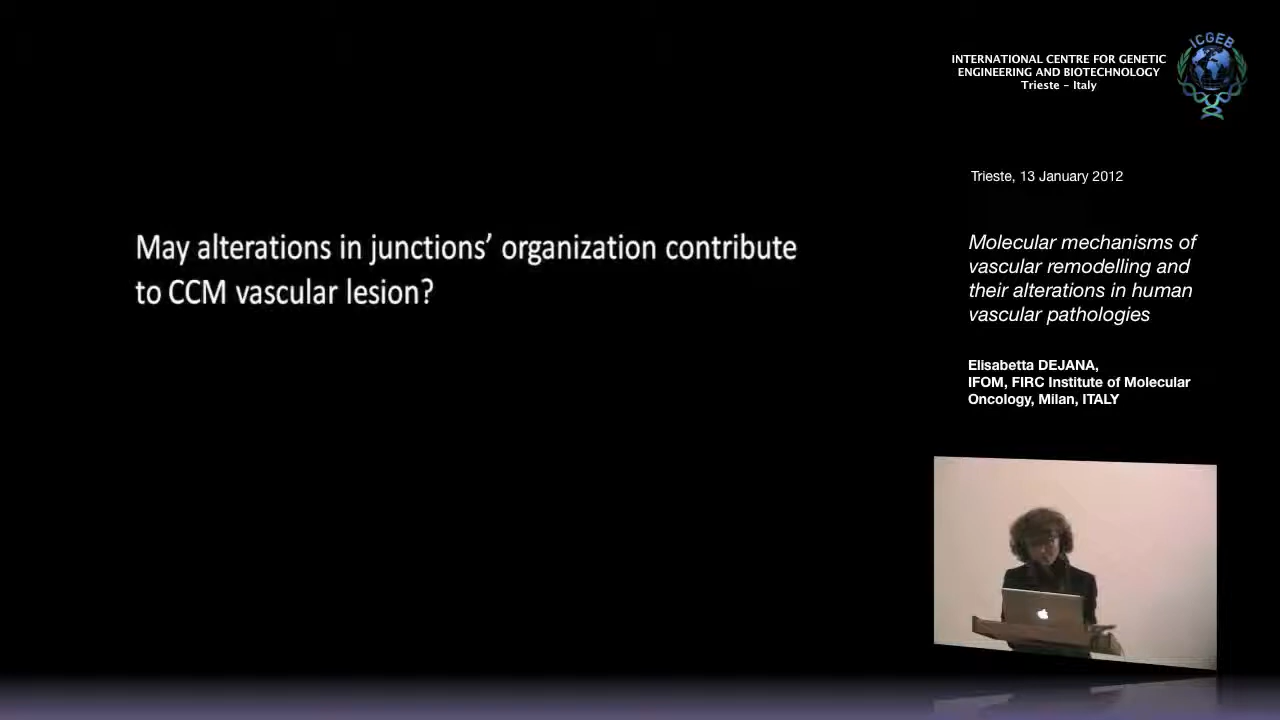 ICGEB
INTERNATIONAL CENTRE FOR GENETIC
ENGINEERING AND BIOTECHNOLOGY
Trieste – Italy
Trieste, 13 January 2012
May alterations in junctions’ organization contribute
to CCM vascular lesion?
Molecular mechanisms of
vascular remodelling and
their alterations in human
vascular pathologies
Elisabetta DEJANA,
IFOM, FIRC Institute of Molecular
Oncology, Milan, ITALY